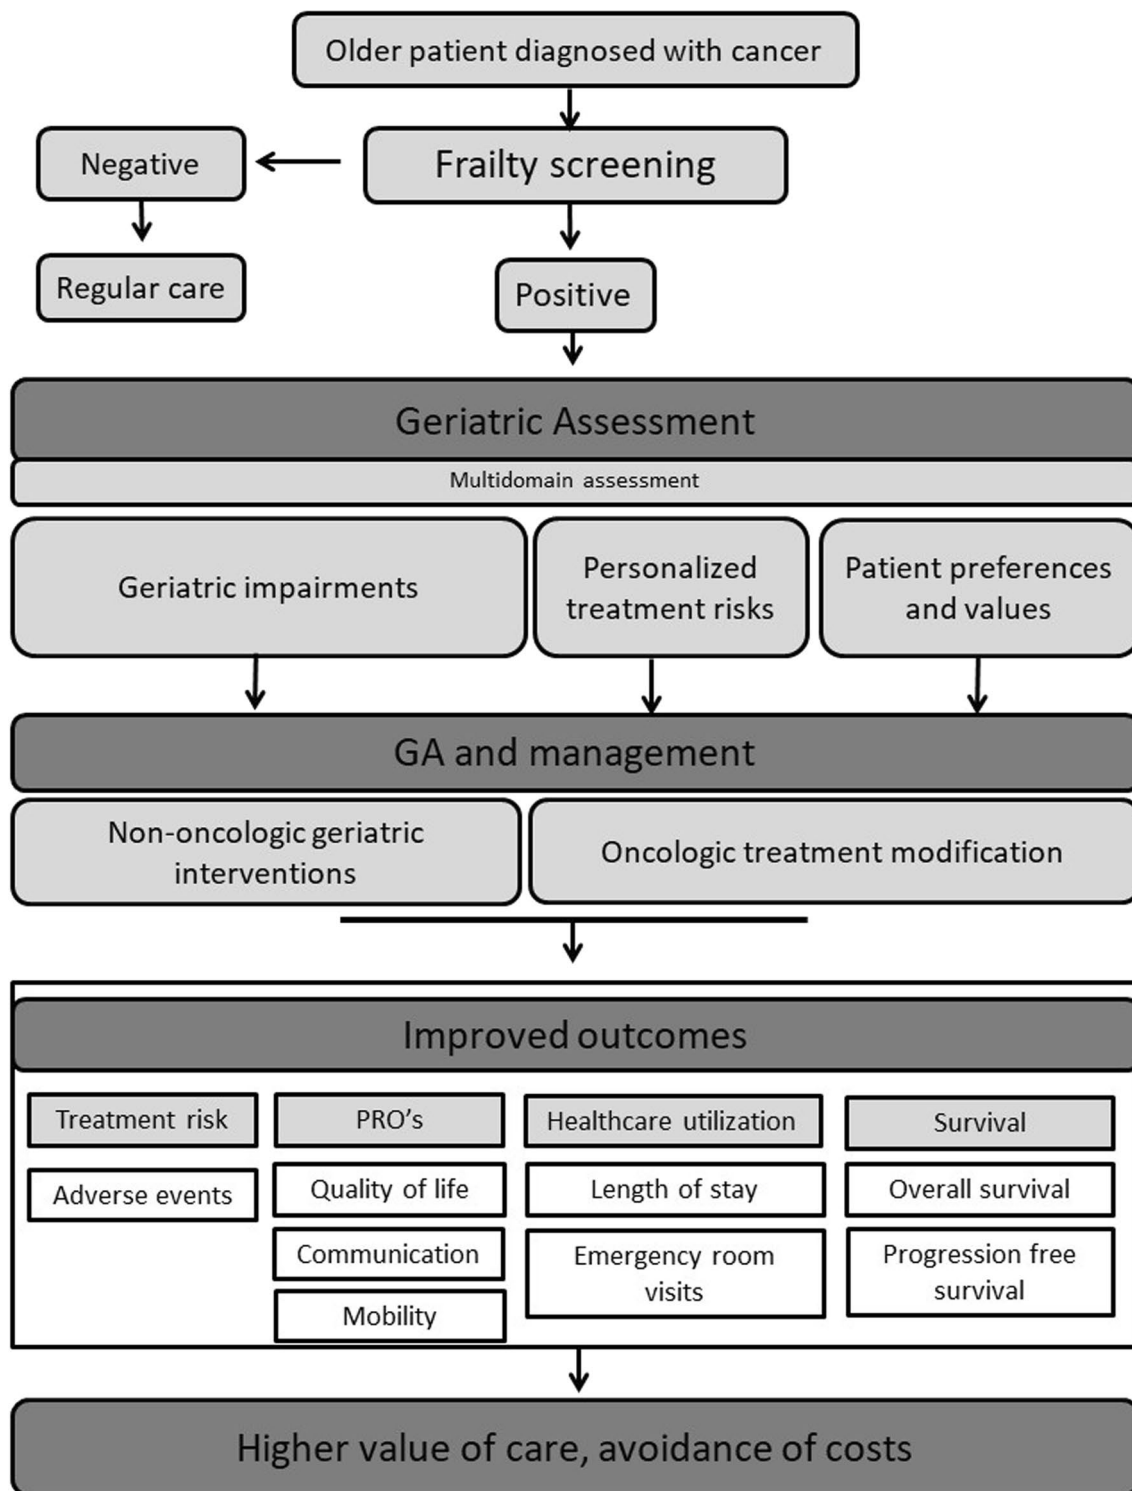 Older patient diagnosed with cancer
Negative
Frailty screening
Regular care
Positive
Geriatric Assessment
Multidomain assessment
Geriatric impairments
Personalized
treatment risks
Patient preferences
and values
GA and management
Non-oncologic geriatric
interventions
Oncologic treatment modification
Improved outcomes
Treatment risk
Adverse events
PRO's
Quality of life
Communication
Mobility
Healthcare utilization
Length of stay
Emergency room
visits
Survival
Overall survival
Progression free
survival
Higher value of care, avoidance of costs